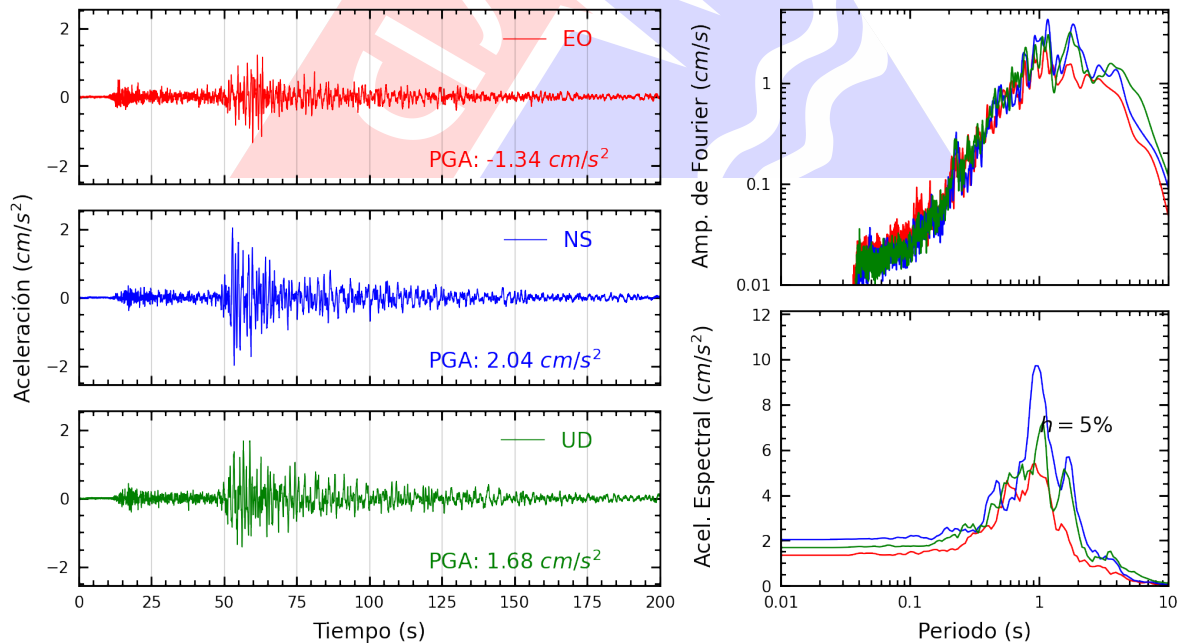 Aceleración (cm/s²)
2
0
−2
EO
PGA: -1.34 cm/s²
2
0
−2
NS
PGA: 2.04 cm/s²
2
0
−2
UD
PGA: 1.68 cm/s²
0 25 50 75 100 125 150 175 200
Tiempo (s)
Amp. de Fourier (cm/s)
1
0.1
0.01
Acel. Espectral (cm/s²)
12
10
8
6
4
2
0
h = 5%
0.01 0.1 1 10
Periodo (s)